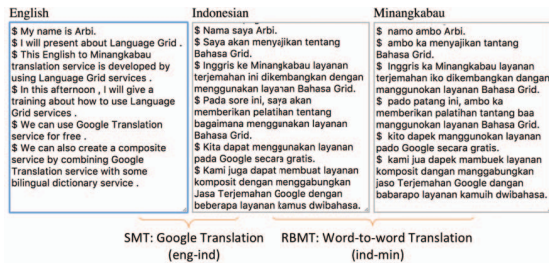 English
$ My name is Arbi.
$ I will present about Language Grid .
$ This English to Minangkabau
translation service is developed by
using Language Grid services .
$ In this afternoon , I will give a
training about how to use Language
Grid services .
$ We can use Google Translation
service for free .
$ We can also create a composite
service by combining Google
Translation service with some
bilingual dictionary service .
Indonesian
$ Nama saya Arbi.
$ Saya akan menyajikan tentang
Bahasa Grid.
$ Inggris ke Minangkabau layanan
terjemahan ini dikembangkan dengan
menggunakan layanan Bahasa Grid.
$ Pada sore ini, saya akan
memberikan pelatihan tentang
bagaimana menggunakan layanan
Bahasa Grid.
$ Kita dapat menggunakan layanan
pada Google secara gratis.
$ Kami juga dapat membuat layanan
komposit dengan menggabungkan
Jasa Terjemahan Google dengan
beberapa layanan kamus dwibahasa.
Minangkabau
$ namo ambo Arbi.
$ ambo ka menyajikan tantang
Bahaso Grid.
$ Inggris ka Minangkabau layanan
terjemahan iko dikembangkan dangan
manggunokan layanan Bahaso Grid.
$ pado patang ini, ambo ka
memberikan pelatihan tantang baa
manggunokan layanan Bahaso Grid.
$ kito dapek manggunokan layanan
pado Google secara gratis.
$ kami jua dapek mambuek layanan
komposit dangan manggabungkan
jaso Terjemahan Google dangan
babarapo layanan kamuih dwibahasa.
SMT: Google Translation
(eng-ind)
RBMT: Word-to-word Translation
(ind-min)